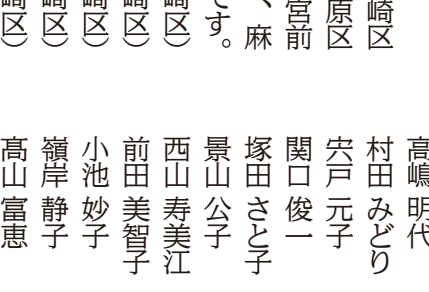 崎区
原区
宮前
、麻
です。
崎区）
崎区）
崎区）
崎区）
崎区）
高嶋 明代
村田 みどり
宍戸 元子
関口 俊一
塚田 さと子
景山 公子
西山 寿美江
前田 美智子
小池 妙子
嶺岸 静子
髙山 富恵